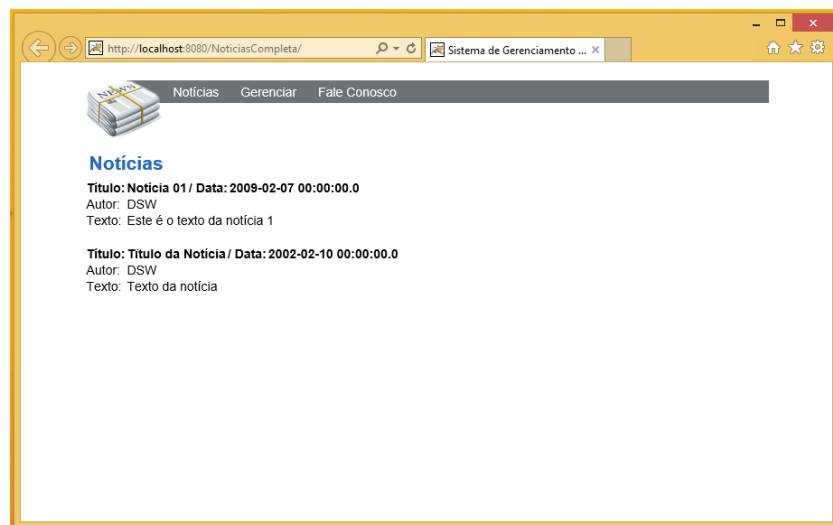 http://localhost:8080/NoticiasCompleta/
Sistema de Gerenciamento ...
NEWS
Notícias Gerenciar Fale Conosco
Notícias
Título: Notícia 01 / Data: 2009-02-07 00:00:00.0
Autor: DSW
Texto: Este é o texto da notícia 1
Título: Título da Notícia / Data: 2002-02-10 00:00:00.0
Autor: DSW
Texto: Texto da notícia